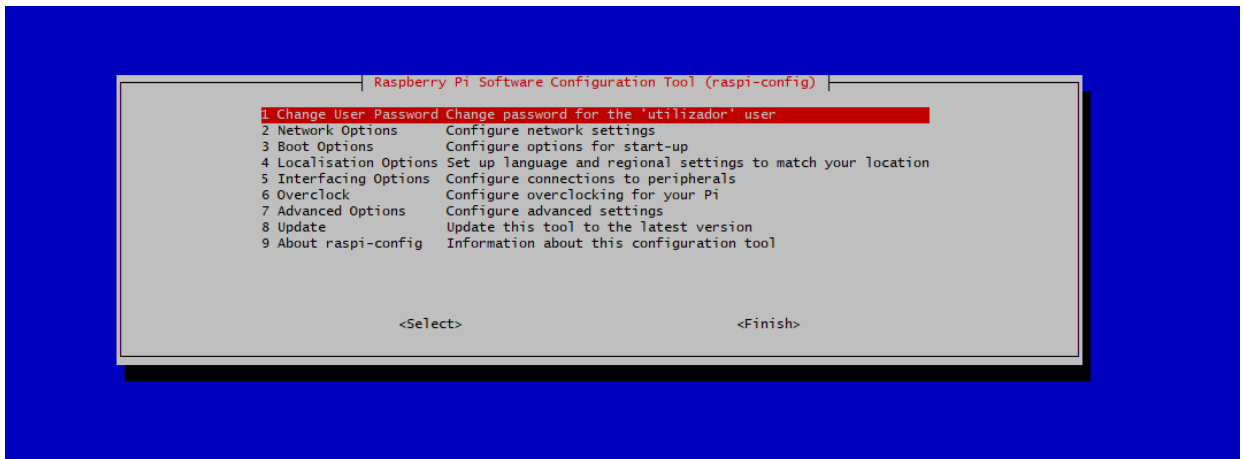 Raspberry Pi Software Configuration Tool (raspi-config)
1 Change User Password Change password for the 'utilizador' user
2 Network Options Configure network settings
3 Boot Options Configure options for start-up
4 Localisation Options Set up language and regional settings to match your location
5 Interfacing Options Configure connections to peripherals
6 Overclock Configure overclocking for your Pi
7 Advanced Options Configure advanced settings
8 Update Update this tool to the latest version
9 About raspi-config Information about this configuration tool
<Select> <Finish>